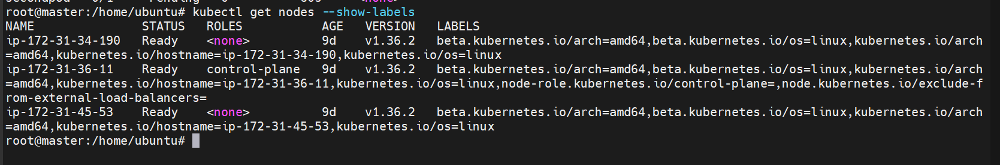 root@master:/home/ubuntu# kubectl get nodes --show-labels
NAME               STATUS   ROLES           AGE   VERSION   LABELS
ip-172-31-34-190   Ready    <none>          9d    v1.36.2   beta.kubernetes.io/arch=amd64,beta.kubernetes.io/os=linux,kubernetes.io/arch
=amd64,kubernetes.io/hostname=ip-172-31-34-190,kubernetes.io/os=linux
ip-172-31-36-11    Ready    control-plane   9d    v1.36.2   beta.kubernetes.io/arch=amd64,beta.kubernetes.io/os=linux,kubernetes.io/arch
=amd64,kubernetes.io/hostname=ip-172-31-36-11,kubernetes.io/os=linux,node-role.kubernetes.io/control-plane=,node.kubernetes.io/exclude-f
rom-external-load-balancers=
ip-172-31-45-53    Ready    <none>          9d    v1.36.2   beta.kubernetes.io/arch=amd64,beta.kubernetes.io/os=linux,kubernetes.io/arch
=amd64,kubernetes.io/hostname=ip-172-31-45-53,kubernetes.io/os=linux
root@master:/home/ubuntu#